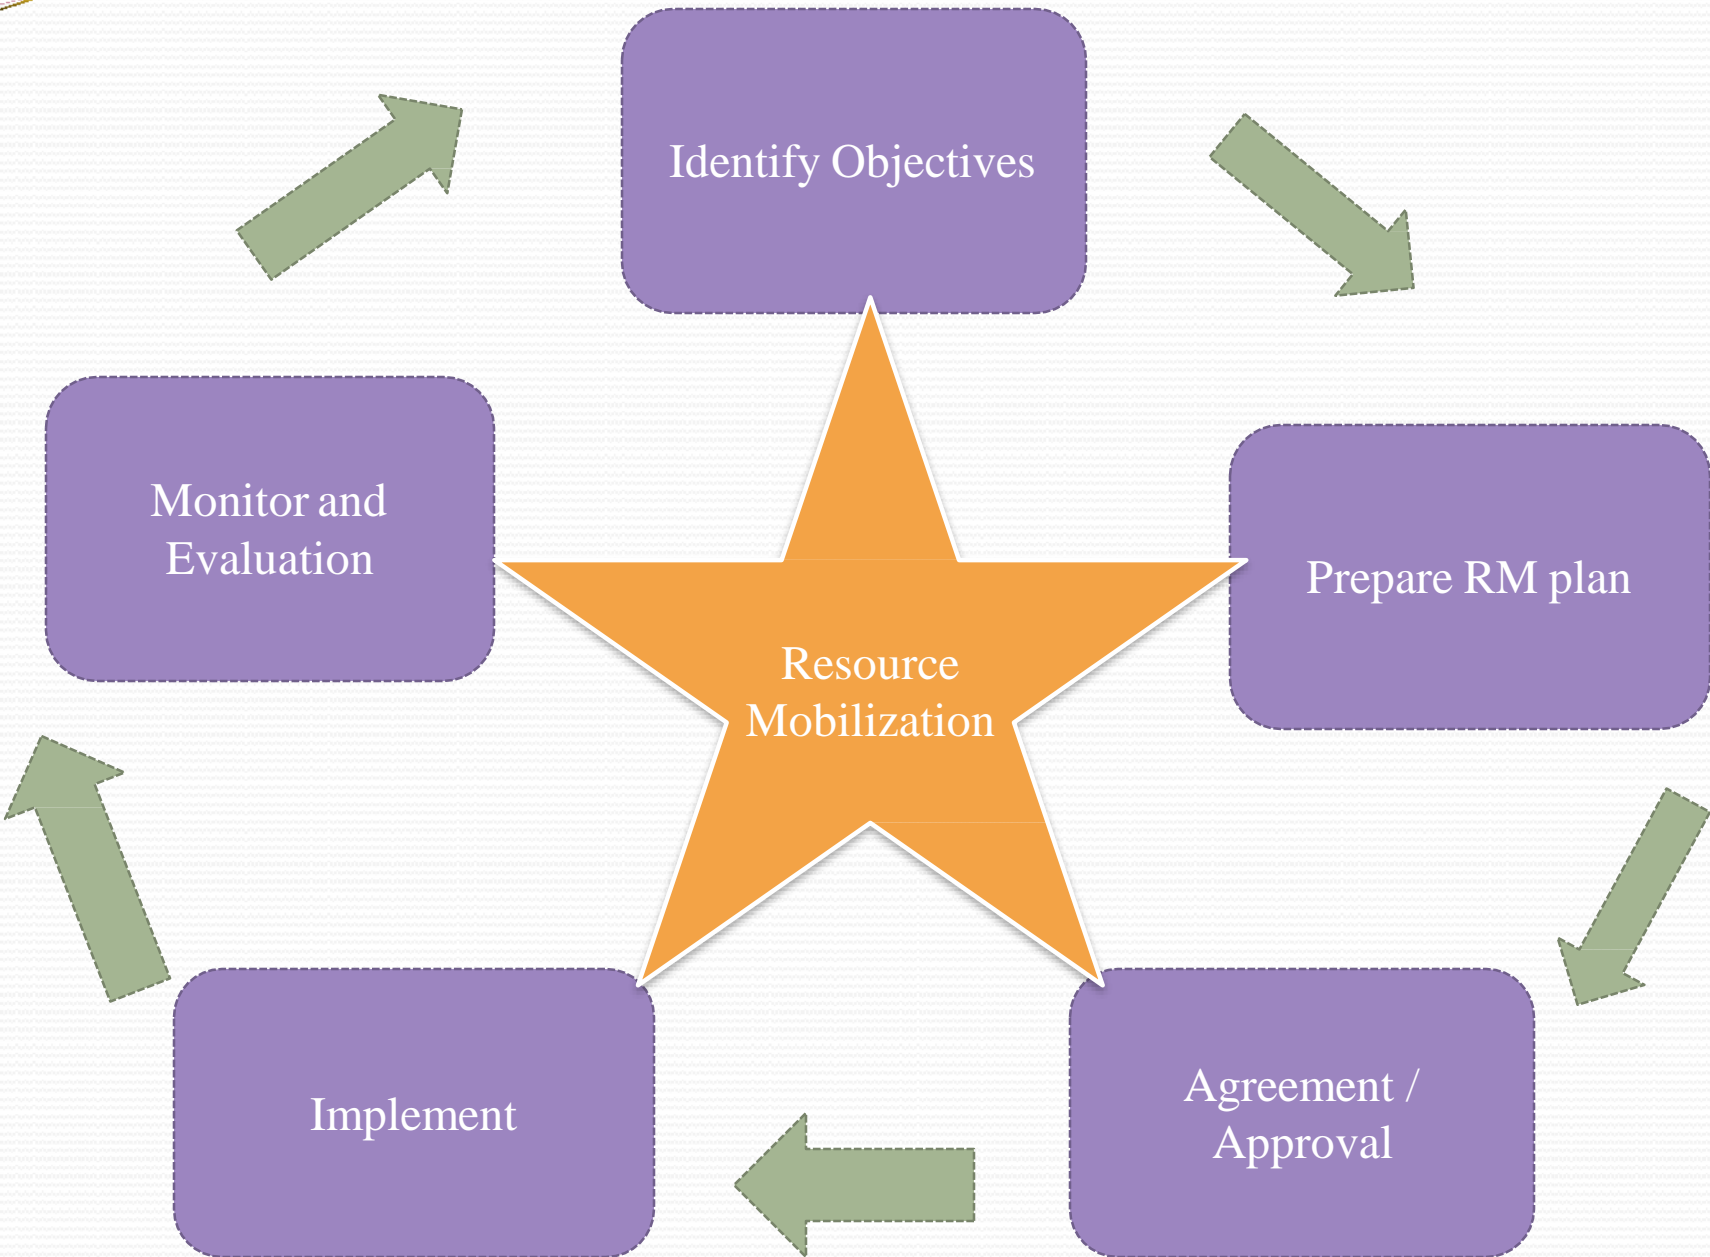 Identify Objectives
Monitor and
Evaluation
Prepare RM plan
Resource
Mobilization
Implement
Agreement /
Approval